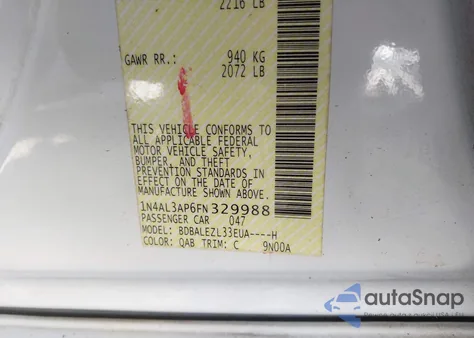 2216 LB
GAWR RR.: 940 KG
2072 LB
THIS VEHICLE CONFORMS TO
ALL APPLICABLE FEDERAL
MOTOR VEHICLE SAFETY,
BUMPER, AND THEFT
PREVENTION STANDARDS IN
EFFECT ON THE DATE OF
MANUFACTURE SHOWN ABOVE.
1N4AL3AP6FN329988
PASSENGER CAR 047
MODEL: BDBALEZL33EUA----H
COLOR: QAB TRIM: C 9N00A
autoSnap